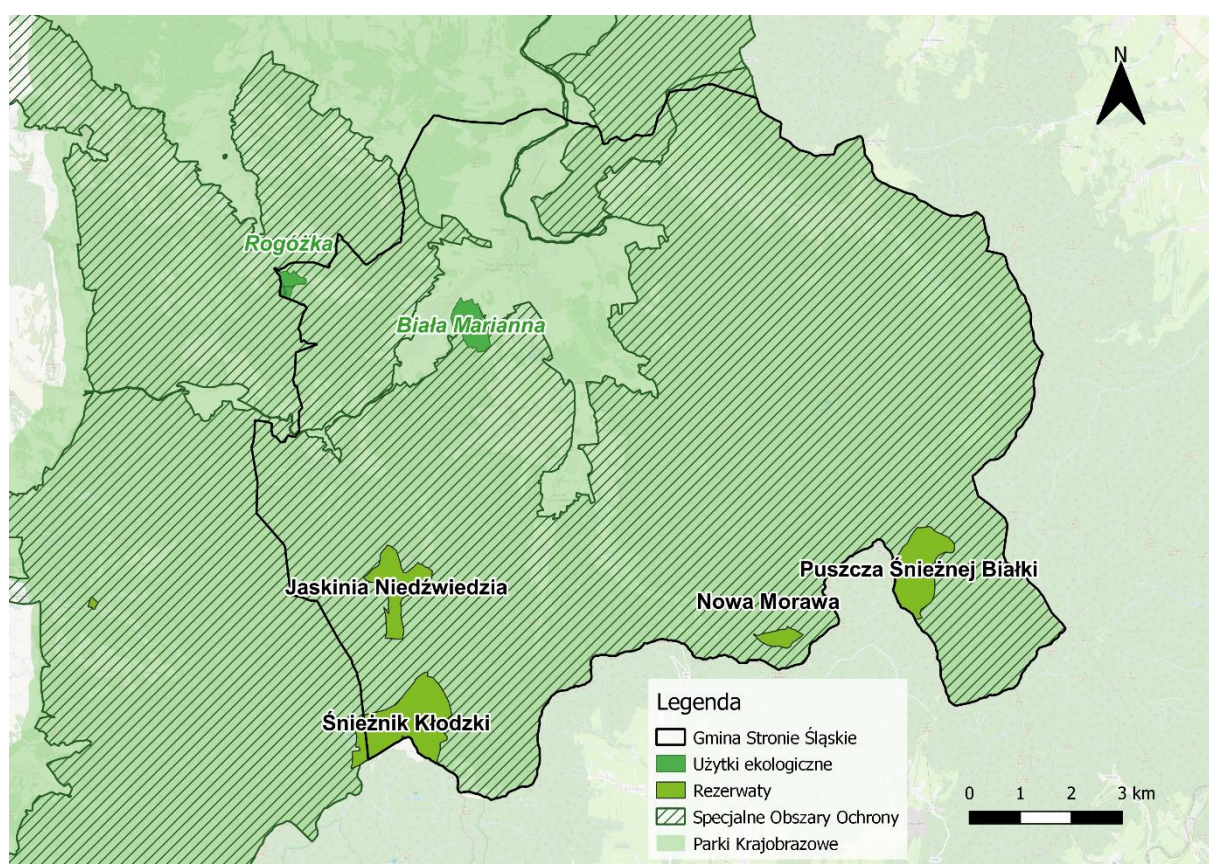 N
Rogóżka
Biała Marianna
Puszcza Śnieżnej Białki
Jaskinia Niedźwiedzia
Nowa Morawa
Śnieżnik Kłodzki
Legenda
Gmina Stronie Śląskie
Użytki ekologiczne
Rezerwaty
Specjalne Obszary Ochrony
Parki Krajobrazowe
0 1 2 3 km